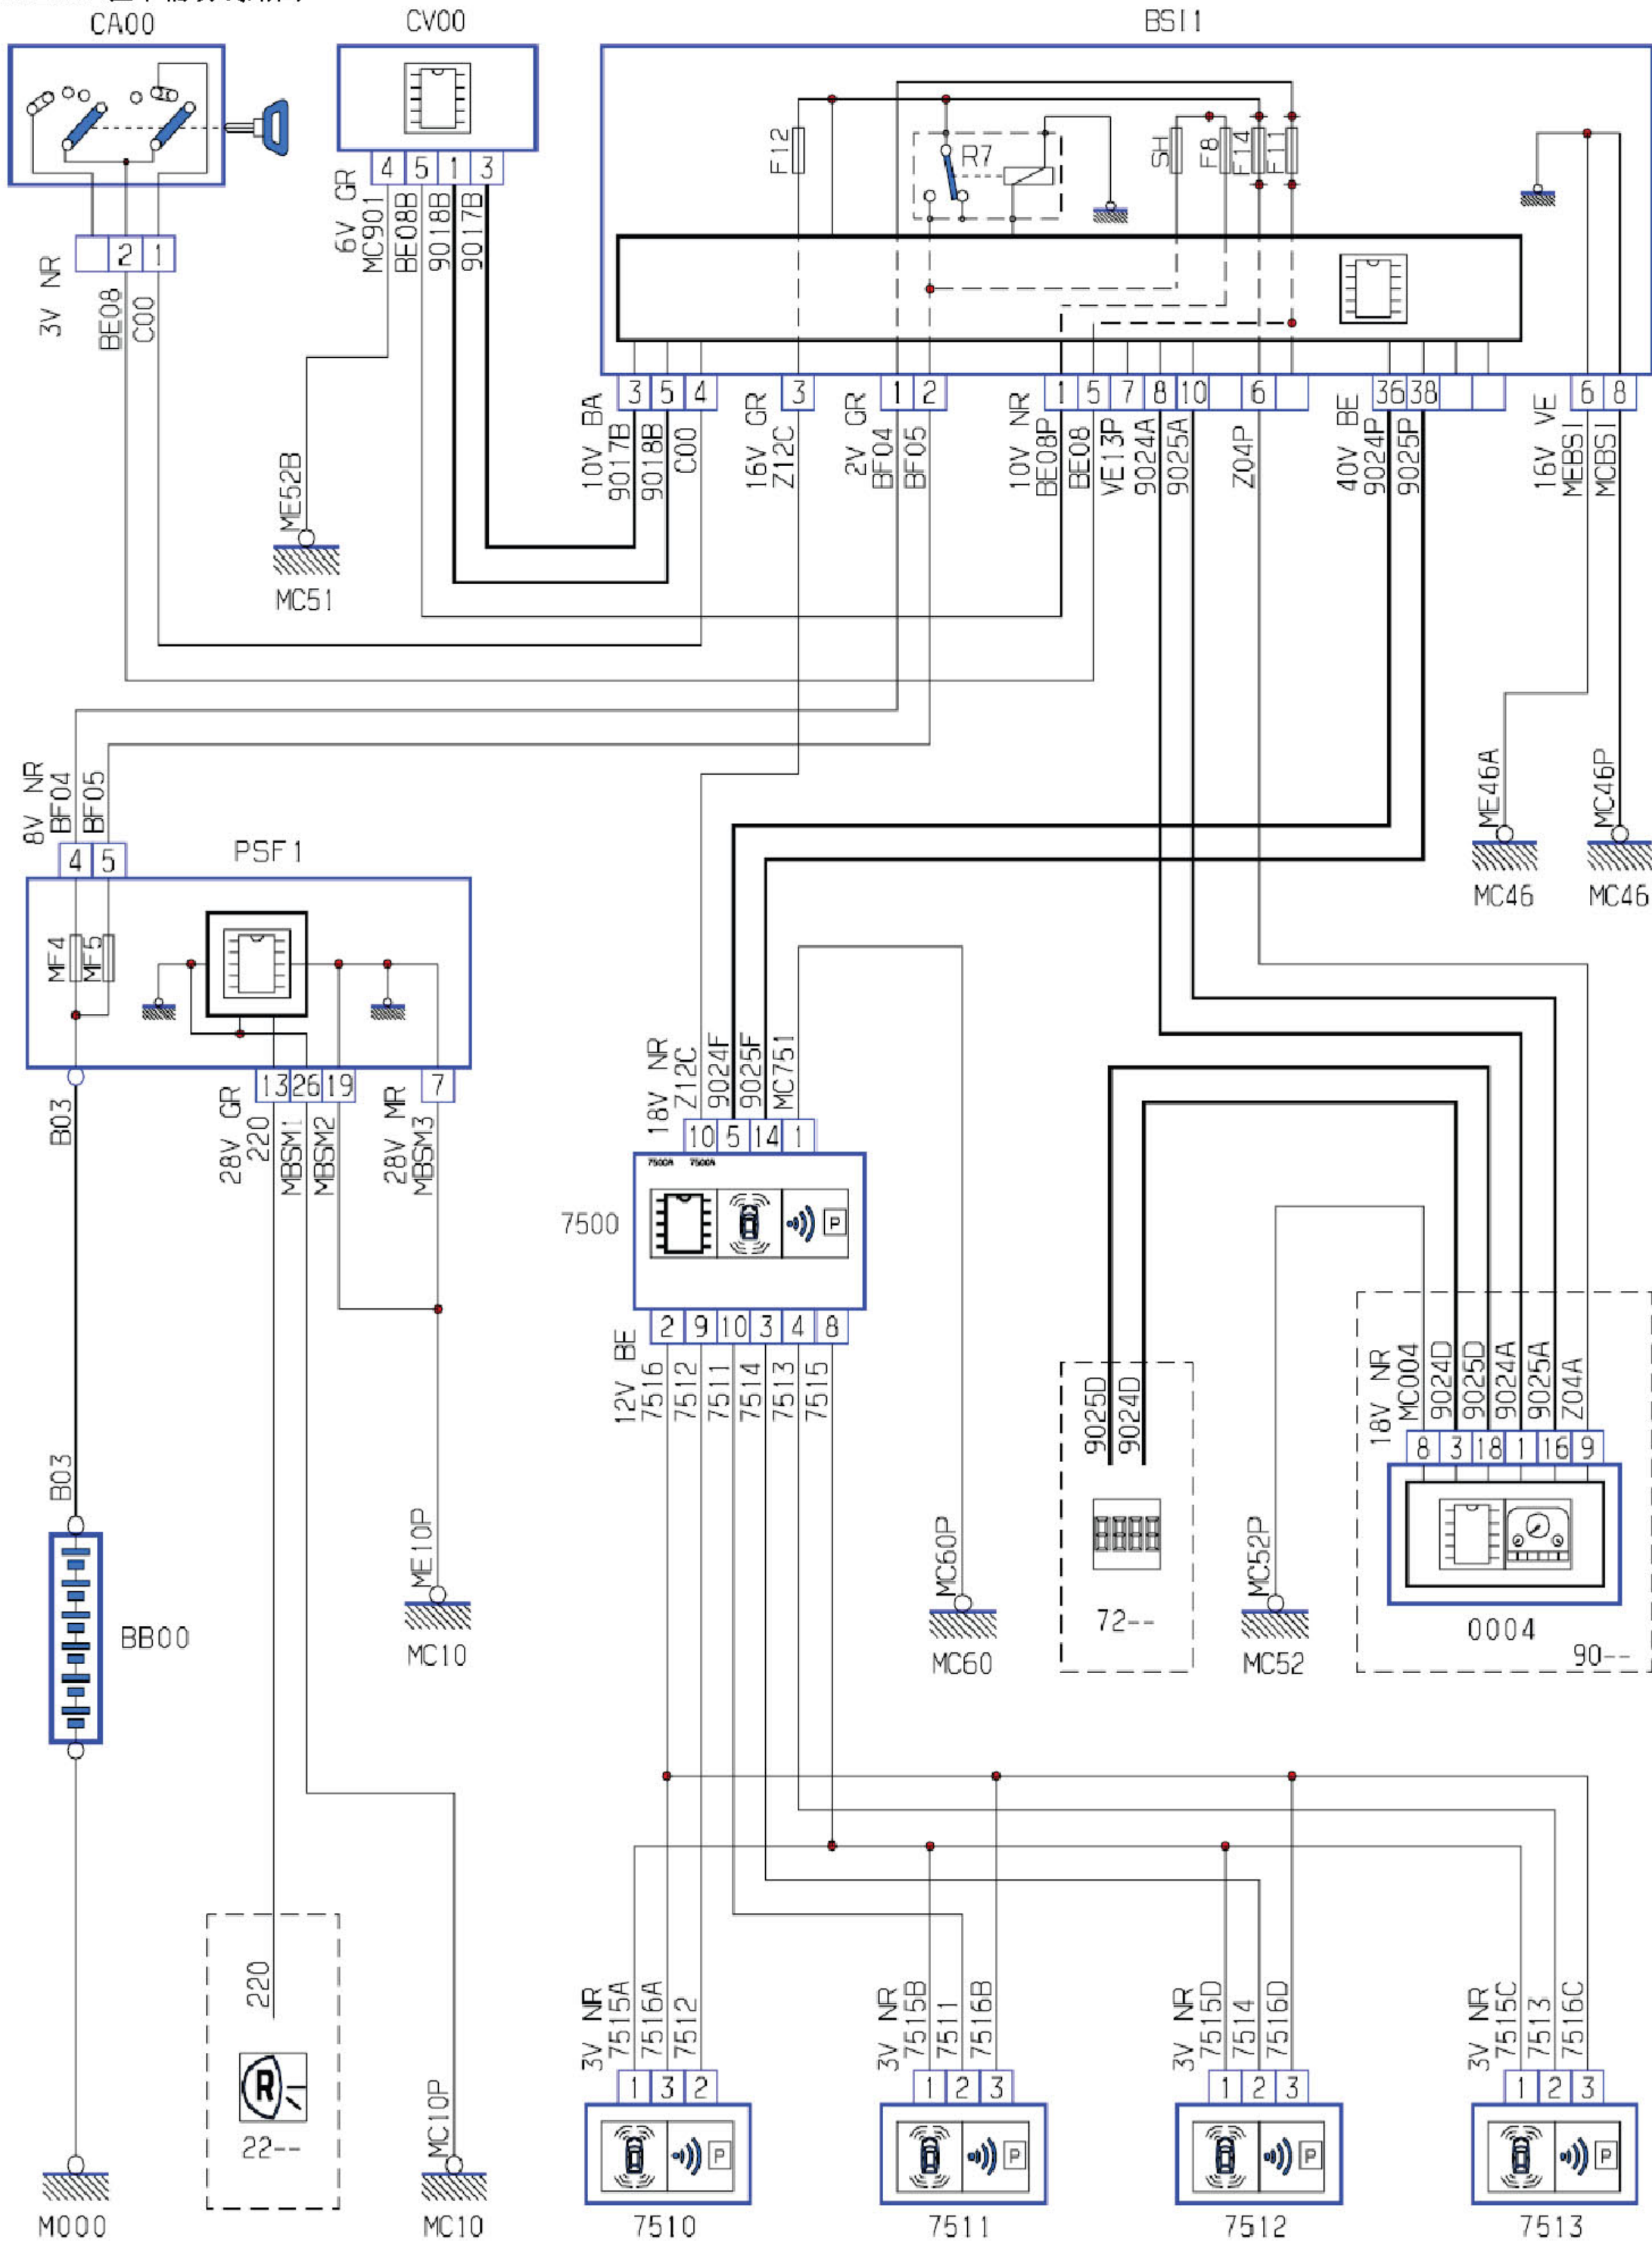 CA00
CV00
BSI1
F12
R7
SH
F8
F14
F11
4 5 1 3
6V GR
MC901
BE08B
9018B
9017B
2 1
3V NR
BE08
C00
3 5 4
3
1 2
1 5 7 8 10
6
36 38
6 8
10V BA
9017B
9018B
C00
16V GR
Z12C
2V GR
BF04
BF05
10V NR
BE08P
BE08
VE13P
9024A
9025A
Z04P
40V BE
9024P
9025P
16V VE
MEBSI
MCBSI
ME52B
MC51
8V NR
BF04
BF05
ME46A
MC46P
MC46
MC46
4 5
PSF1
MF4
MF5
13 26 19
7
B03
28V GR
220
MBSM1
MBSM2
28V MR
MBSM3
18V NR
Z12C
9024F
9025F
MC751
10 5 14 1
7500A 7500A
7500
P
2 9 10 3 4 8
12V BE
7516
7512
7511
7514
7513
7515
9025D
9024D
18V NR
MC004
9024D
9025D
9024A
9025A
Z04A
8 3 18 1 16 9
B03
ME10P
MC60P
MC52P
BB00
MC10
MC60
72--
MC52
0004
90--
220
R
22--
MC10P
3V NR
7515A
7516A
7512
3V NR
7515B
7511
7516B
3V NR
7515D
7514
7516D
3V NR
7515C
7513
7516C
1 3 2
1 2 3
1 2 3
1 2 3
P
P
P
P
M000
MC10
7510
7511
7512
7513